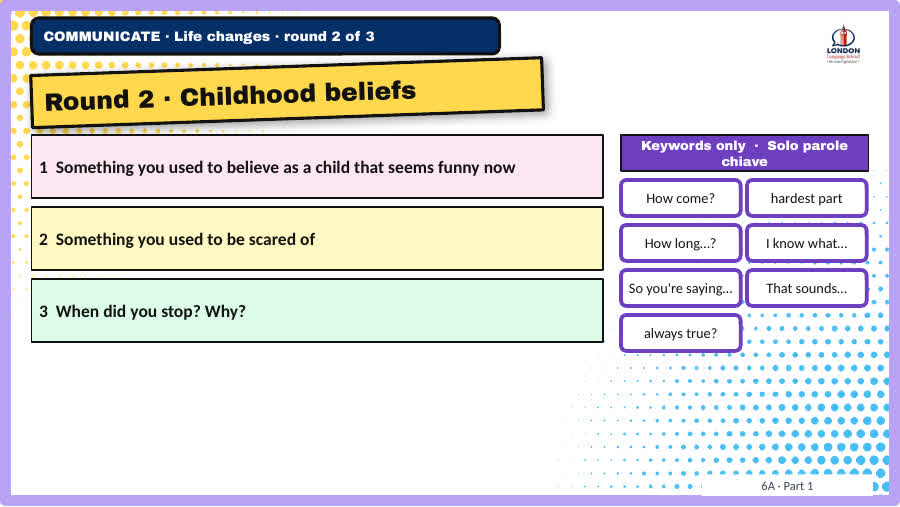 COMMUNICATE · Life changes · round 2 of 3
LONDON
Language School
Round 2 · Childhood beliefs
1 Something you used to believe as a child that seems funny now
2 Something you used to be scared of
3 When did you stop? Why?
Keywords only · Solo parole
chiave
How come?
hardest part
How long...?
I know what...
So you're saying...
That sounds...
always true?
6A · Part 1